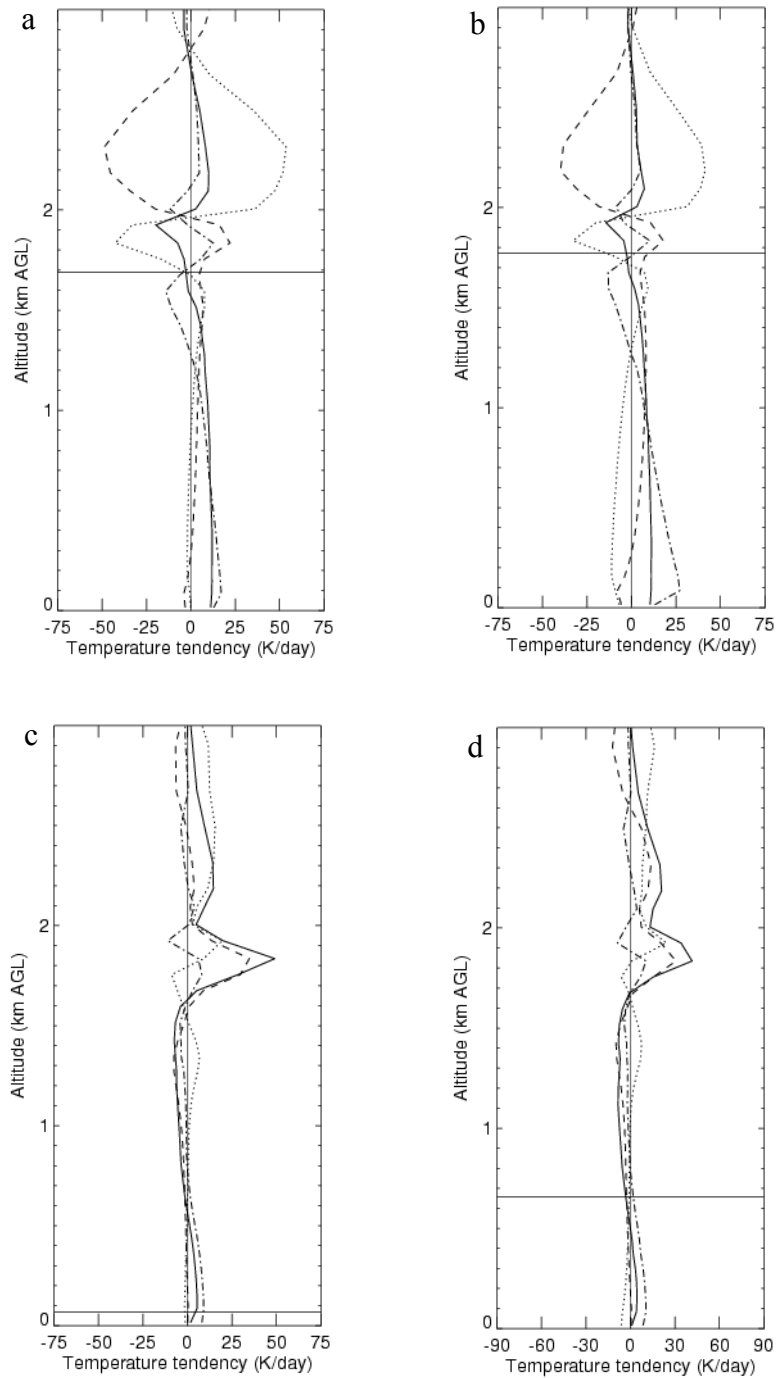 a
2
1
0
Altitude (km AGL)
-75 -50 -25 0 25 50 75
Temperature tendency (K/day)
b
2
1
0
Altitude (km AGL)
-75 -50 -25 0 25 50 75
Temperature tendency (K/day)
c
2
1
0
Altitude (km AGL)
-75 -50 -25 0 25 50 75
Temperature tendency (K/day)
d
2
1
0
Altitude (km AGL)
-90 -60 -30 0 30 60 90
Temperature tendency (K/day)